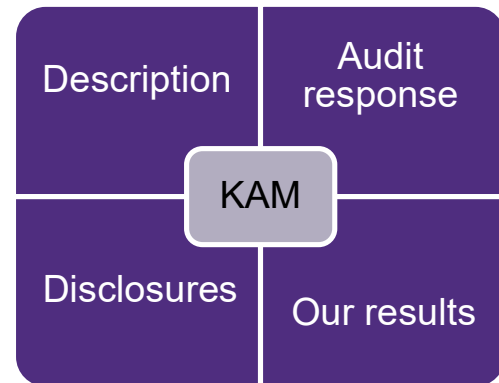 Description
Audit
response
KAM
Disclosures
Our results